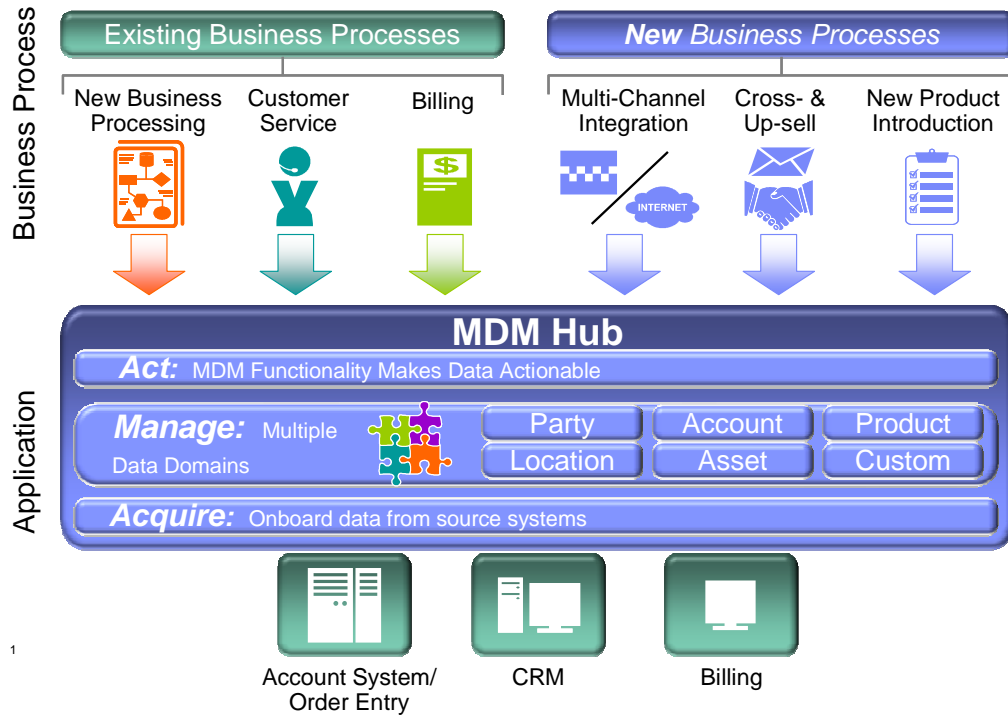 Business Process
Existing Business Processes
New Business Processes
New Business
Processing
Customer
Service
Billing
Multi-Channel
Integration
Cross- &
Up-sell
New Product
Introduction
$
INTERNET
Application
MDM Hub
Act: MDM Functionality Makes Data Actionable
Manage: Multiple
Data Domains
Party
Account
Product
Location
Asset
Custom
Acquire: Onboard data from source systems
Account System/
Order Entry
CRM
Billing
1